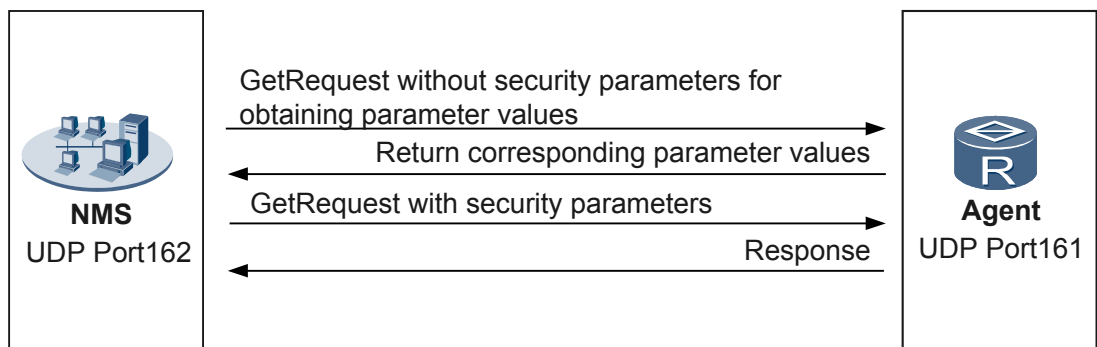 GetRequest without security parameters for
obtaining parameter values
Return corresponding parameter values
GetRequest with security parameters
Response
NMS
UDP Port162
R
Agent
UDP Port161